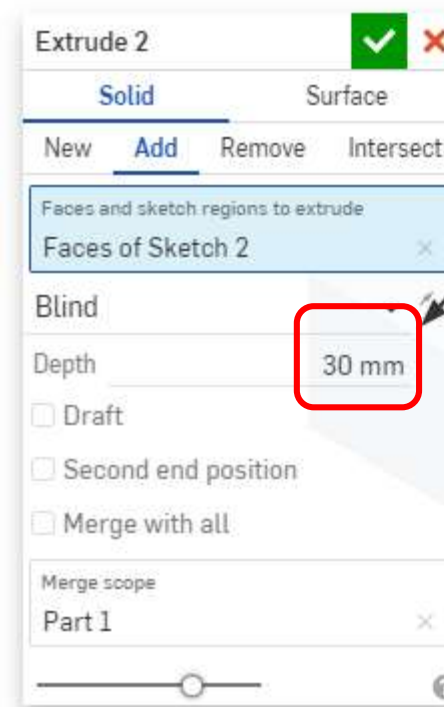 Extrude 2
Solid Surface
New Add Remove Intersect
Faces and sketch regions to extrude
Faces of Sketch 2
Blind
Depth 30 mm
Draft
Second end position
Merge with all
Merge scope
Part 1